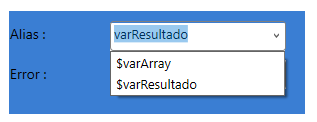 Alias : varResultado
$varArray
Error :
$varResultado